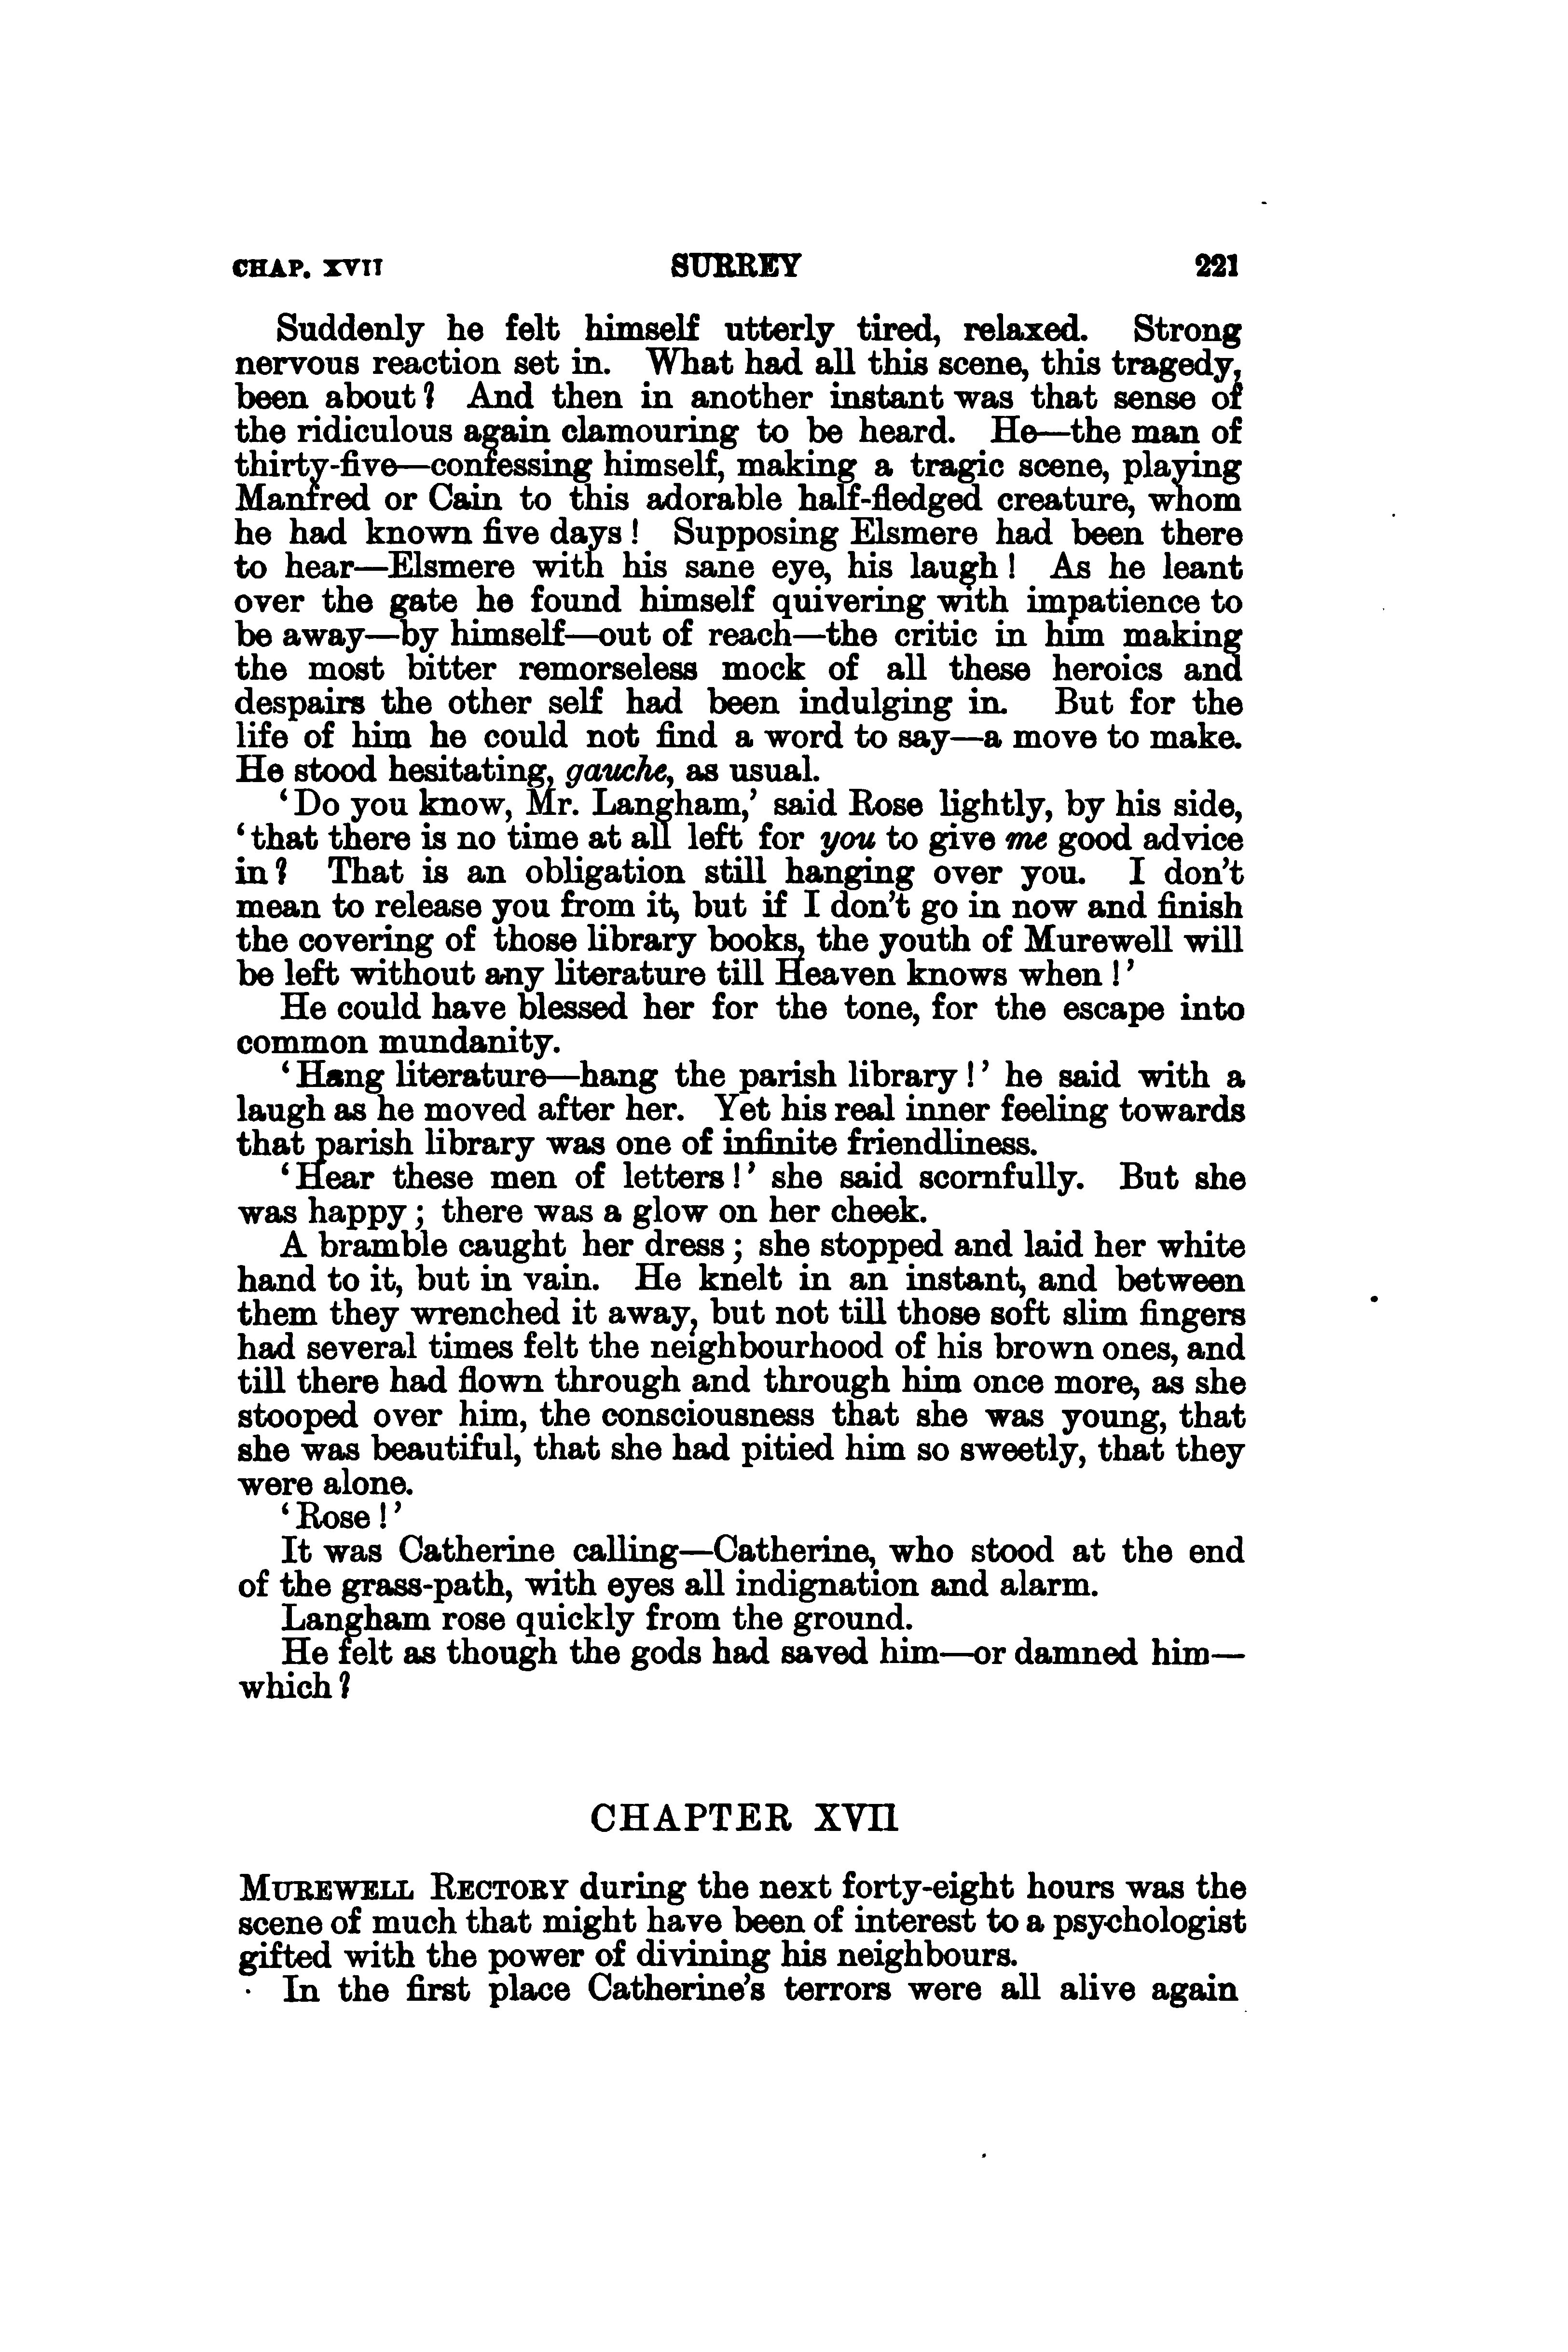 CHAP. XVII SURREY 221
Suddenly he felt himself utterly tired, relaxed. Strong
nervous reaction set in. What had all this scene, this tragedy,
been about? And then in another instant was that sense of
the ridiculous again clamouring to be heard. He—the man of
thirty-five—confessing himself, making a tragic scene, playing
Manfred or Cain to this adorable half-fledged creature, whom
he had known five days! Supposing Elsmere had been there
to hear—Elsmere with his sane eye, his laugh! As he leant
over the gate he found himself quivering with impatience to
be away—by himself—out of reach—the critic in him making
the most bitter remorseless mock of all these heroics and
despairs the other self had been indulging in. But for the
life of him he could not find a word to say—a move to make.
He stood hesitating, gauche, as usual.
‘Do you know, Mr. Langham,’ said Rose lightly, by his side,
‘that there is no time at all left for you to give me good advice
in? That is an obligation still hanging over you. I don’t
mean to release you from it, but if I don’t go in now and finish
the covering of those library books, the youth of Murewell will
be left without any literature till Heaven knows when!’
He could have blessed her for the tone, for the escape into
common mundanity.
‘Hang literature—hang the parish library!’ he said with a
laugh as he moved after her. Yet his real inner feeling towards
that parish library was one of infinite friendliness.
‘Hear these men of letters!’ she said scornfully. But she
was happy; there was a glow on her cheek.
A bramble caught her dress; she stopped and laid her white
hand to it, but in vain. He knelt in an instant, and between
them they wrenched it away, but not till those soft slim fingers
had several times felt the neighbourhood of his brown ones, and
till there had flown through and through him once more, as she
stooped over him, the consciousness that she was young, that
she was beautiful, that she had pitied him so sweetly, that they
were alone.
‘Rose!’
It was Catherine calling—Catherine, who stood at the end
of the grass-path, with eyes all indignation and alarm.
Langham rose quickly from the ground.
He felt as though the gods had saved him—or damned him—
which?
CHAPTER XVII
MUREWELL RECTORY during the next forty-eight hours was the
scene of much that might have been of interest to a psychologist
gifted with the power of divining his neighbours.
In the first place Catherine’s terrors were all alive again